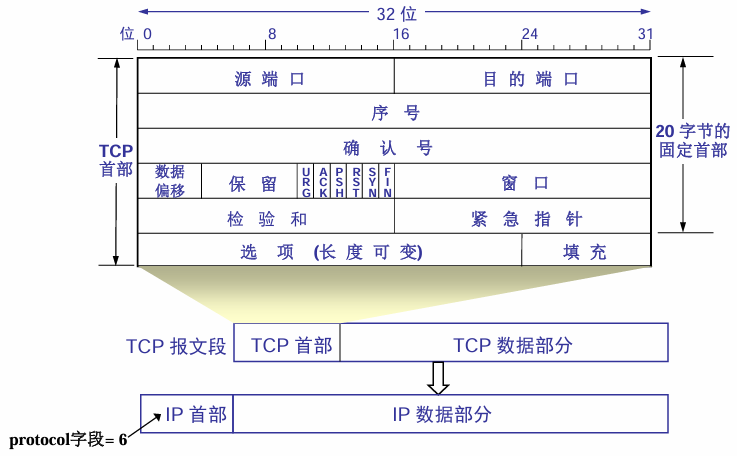 32 位
位 0 8 16 24 31
源 端 口 目 的 端 口
序 号
TCP
首部
20 字节的
固定首部
确 认 号
数据
偏移
保 留
URG
ACK
PSH
RST
SYN
FIN
窗 口
检 验 和 紧 急 指 针
选 项 (长 度 可 变) 填 充
TCP 报文段 TCP 首部 TCP 数据部分
IP 首部 IP 数据部分
protocol字段= 6